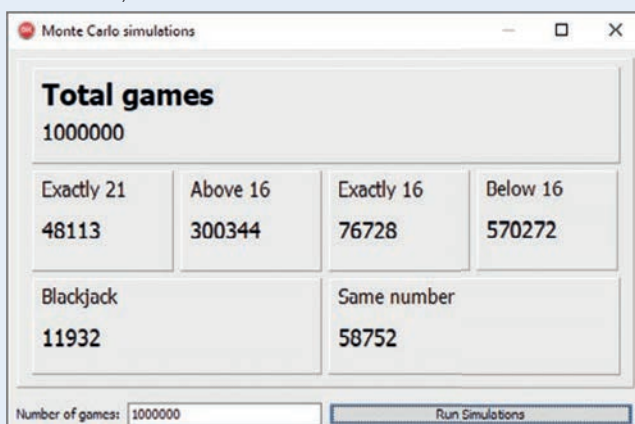 Monte Carlo simulations
Total games
1000000
Exactly 21 Above 16 Exactly 16 Below 16
48113 300344 76728 570272
Blackjack Same number
11932 58752
Number of games: 1000000 Run Simulations